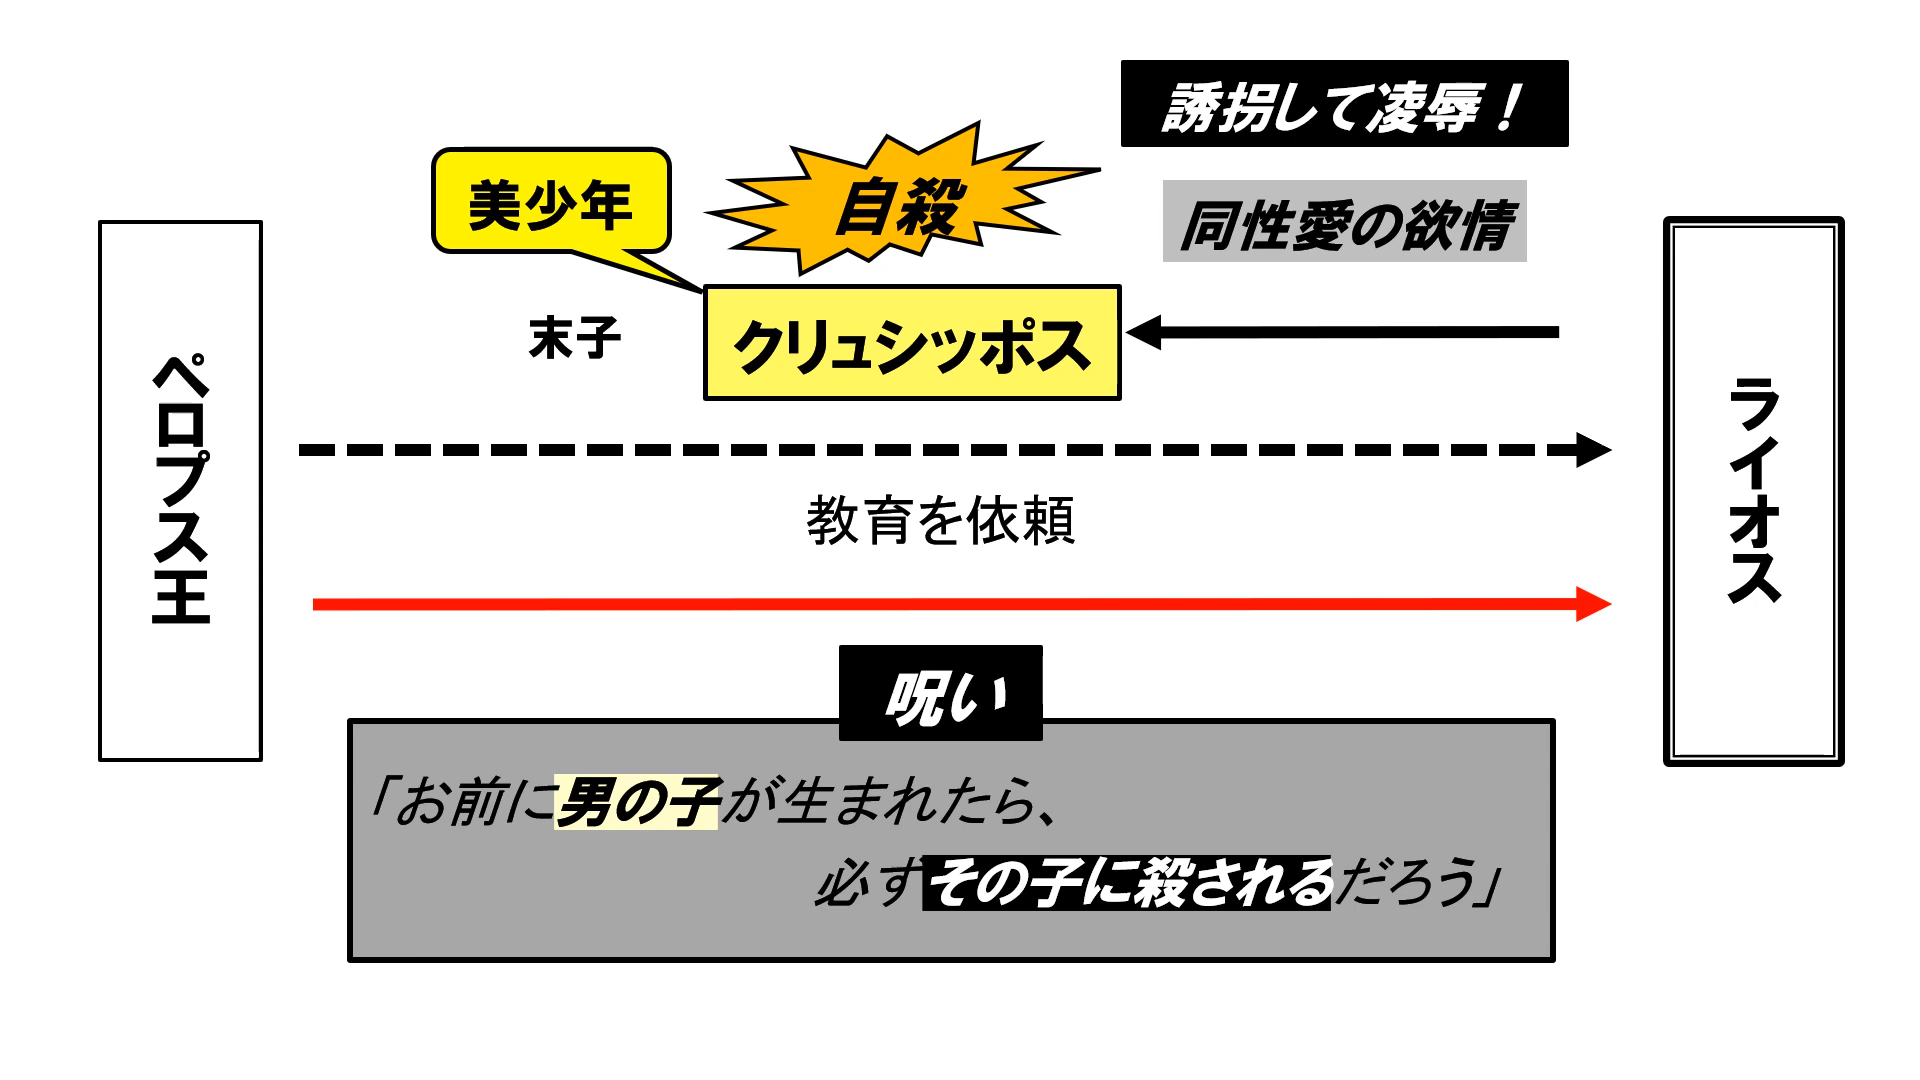 誘拐して凌辱！
同性愛の欲情
美少年
自殺
末子
クリュシッポス
ペロプス王
ライオス
教育を依頼
呪い
「お前に男の子が生まれたら、
必ずその子に殺されるだろう」